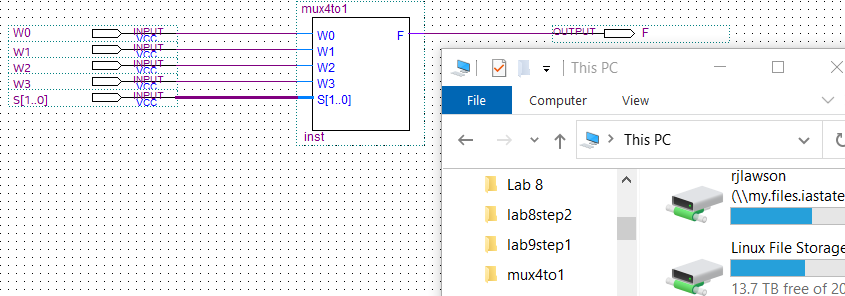 mux4to1
W0 INPUT VCC W0 F OUTPUT F
W1 INPUT VCC W1
W2 INPUT VCC W2
W3 INPUT VCC W3
S[1..0] INPUT VCC S[1..0]
inst
This PC
File Computer View
This PC
Lab 8
lab8step2
lab9step1
mux4to1
rjlawson
(\\my.files.iastate
Linux File Storage
13.7 TB free of 20